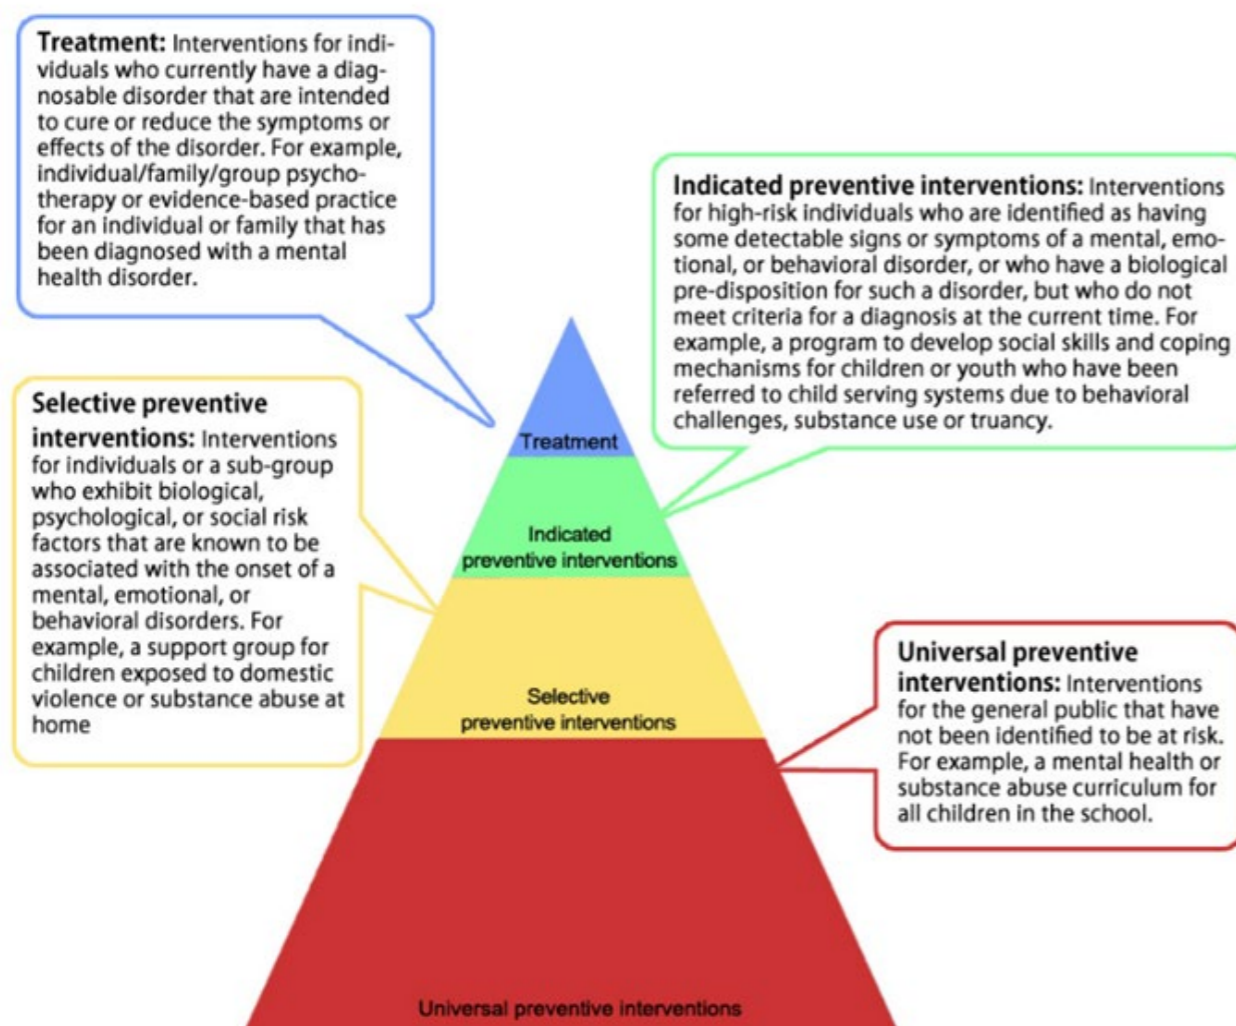 Treatment: Interventions for indi-
viduals who currently have a diag-
nosable disorder that are intended
to cure or reduce the symptoms or
effects of the disorder. For example,
individual/family/group psycho-
therapy or evidence-based practice
for an individual or family that has
been diagnosed with a mental
health disorder.
Indicated preventive interventions: Interventions
for high-risk individuals who are identified as having
some detectable signs or symptoms of a mental, emo-
tional, or behavioral disorder, or who have a biological
pre-disposition for such a disorder, but who do not
meet criteria for a diagnosis at the current time. For
example, a program to develop social skills and coping
mechanisms for children or youth who have been
referred to child serving systems due to behavioral
challenges, substance use or truancy.
Selective preventive
interventions: Interventions
for individuals or a sub-group
who exhibit biological,
psychological, or social risk
factors that are known to be
associated with the onset of a
mental, emotional, or
behavioral disorders. For
example, a support group for
children exposed to domestic
violence or substance abuse at
home
Universal preventive
interventions: Interventions
for the general public that have
not been identified to be at risk.
For example, a mental health or
substance abuse curriculum for
all children in the school.
Treatment
Indicated
preventive interventions
Selective
preventive interventions
Universal preventive interventions